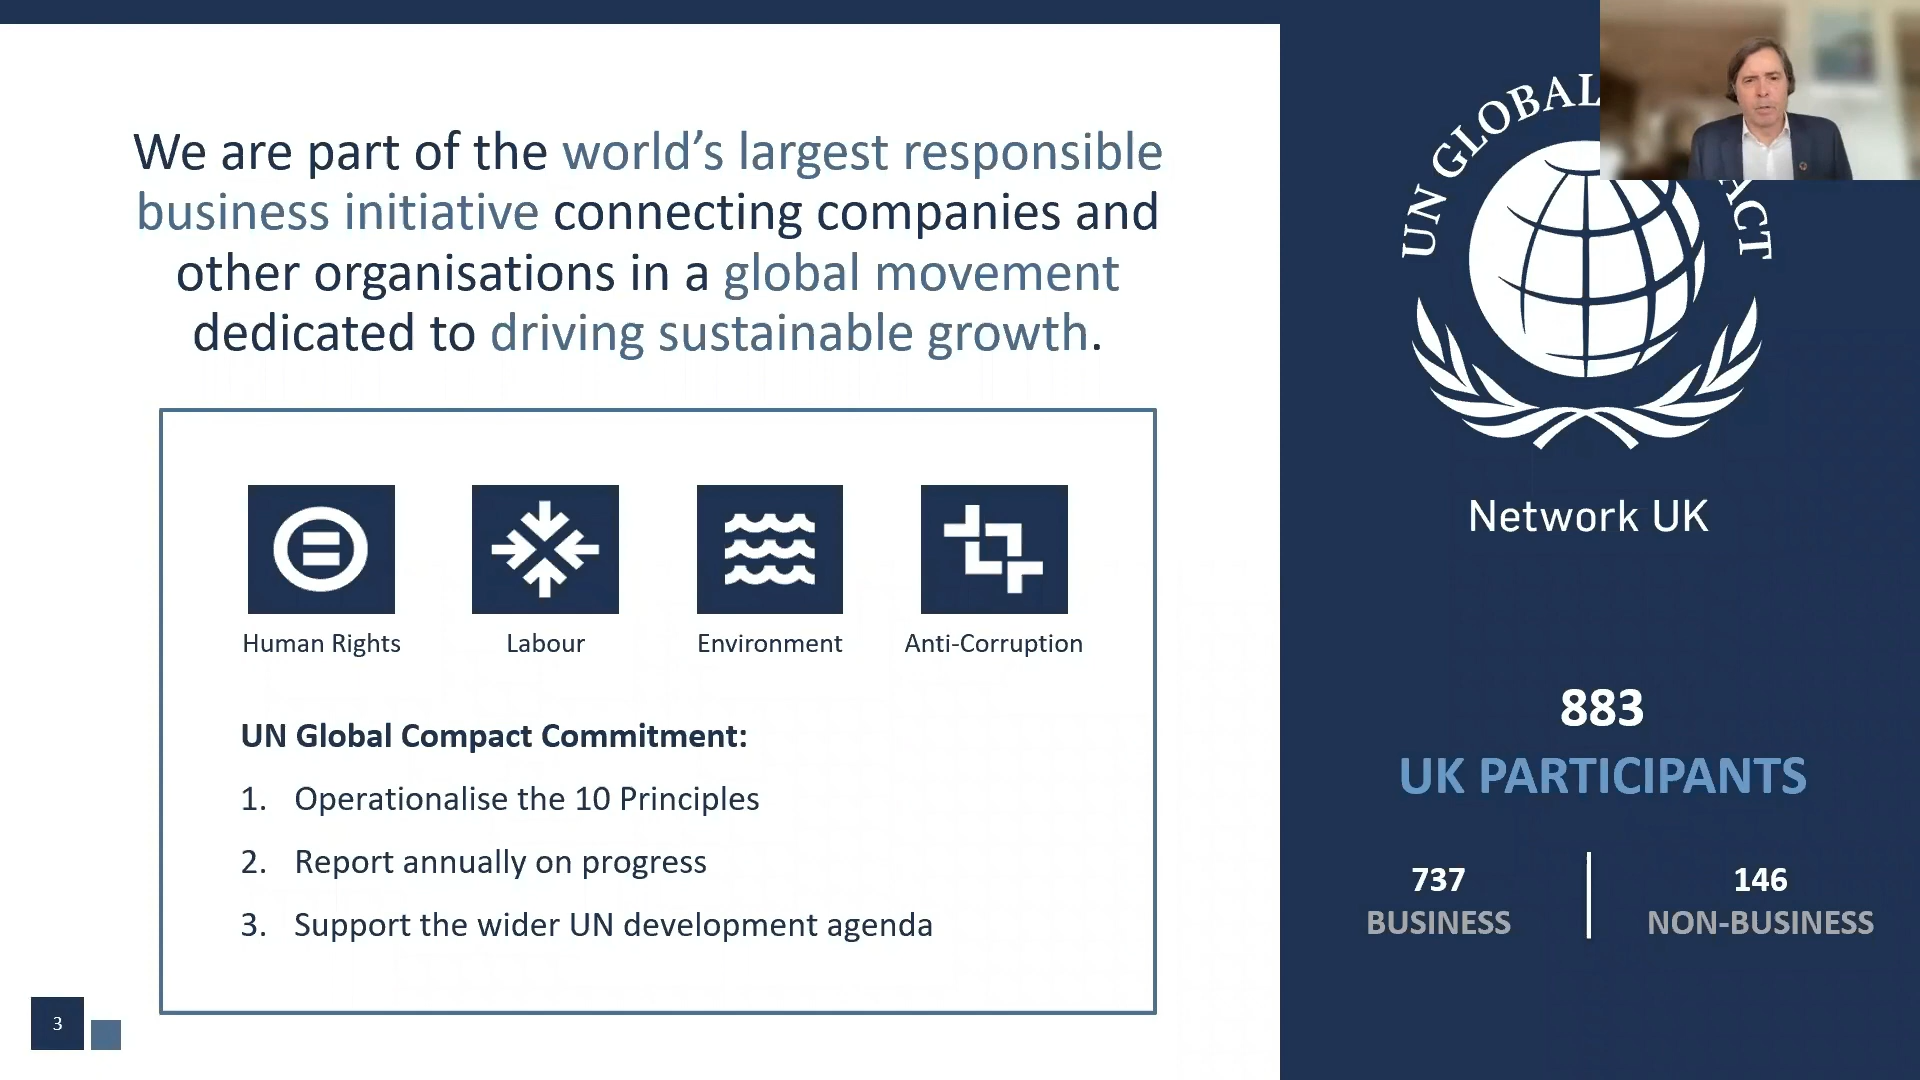 We are part of the world’s largest responsible
business initiative connecting companies and
other organisations in a global movement
dedicated to driving sustainable growth.
Human Rights
Labour
Environment
Anti-Corruption
UN Global Compact Commitment:
1. Operationalise the 10 Principles
2. Report annually on progress
3. Support the wider UN development agenda
3
UN GLOBAL
Network UK
883
UK PARTICIPANTS
737
BUSINESS
146
NON-BUSINESS